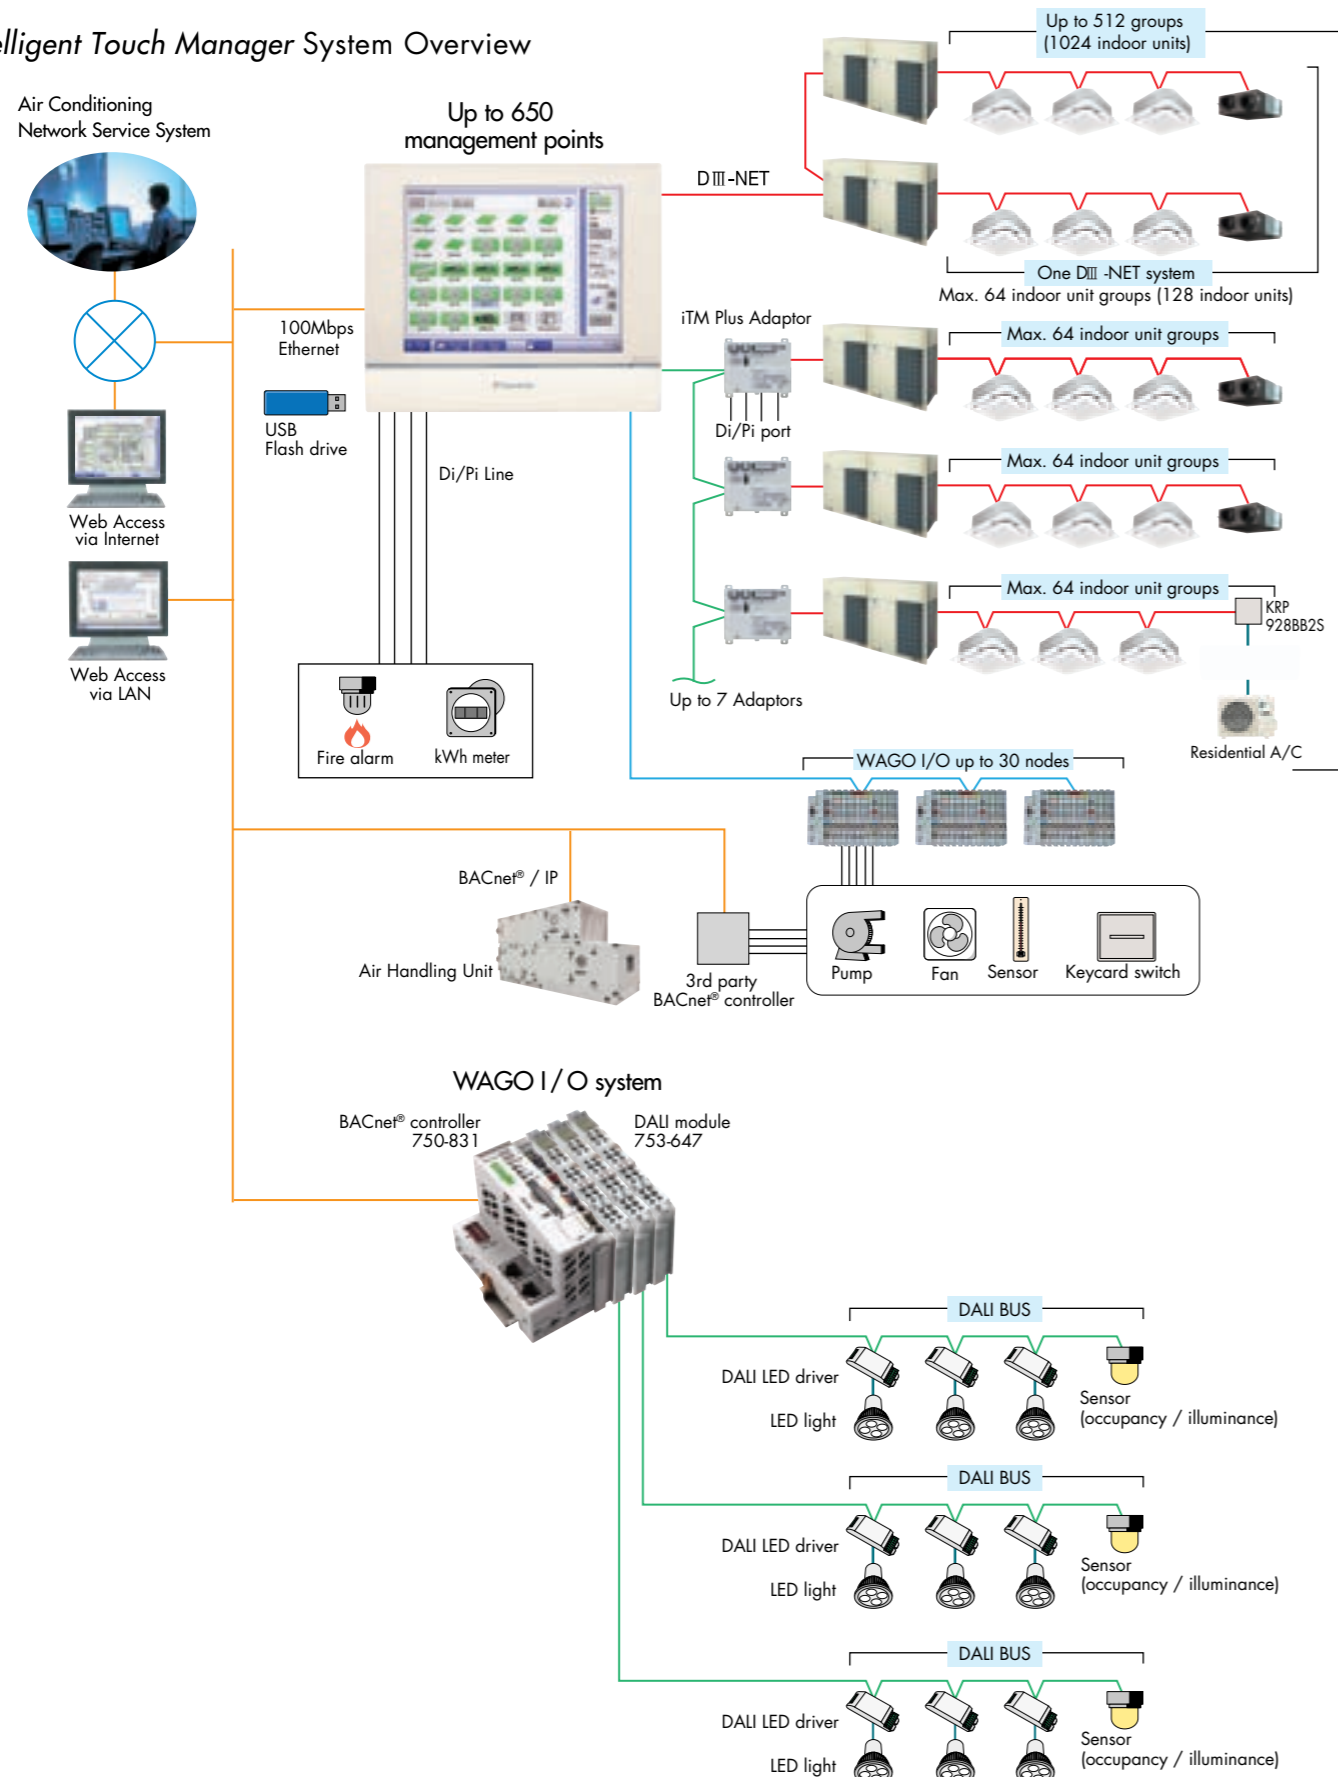 elligent Touch Manager System Overview
Up to 512 groups
(1024 indoor units)
Air Conditioning
Network Service System
Up to 650
management points
DⅢ-NET
One DⅢ -NET system
Max. 64 indoor unit groups (128 indoor units)
100Mbps
Ethernet
iTM Plus Adaptor
Max. 64 indoor unit groups
USB
Flash drive
Di/Pi port
Di/Pi Line
Max. 64 indoor unit groups
Web Access
via Internet
Max. 64 indoor unit groups
KRP
928BB2S
Web Access
via LAN
Up to 7 Adaptors
Fire alarm
kWh meter
Residential A/C
WAGO I/O up to 30 nodes
BACnet® / IP
Air Handling Unit
3rd party
BACnet® controller
Pump
Fan
Sensor
Keycard switch
WAGO I/O system
BACnet® controller
750-831
DALI module
753-647
DALI BUS
DALI LED driver
LED light
Sensor
(occupancy / illuminance)
DALI BUS
DALI LED driver
LED light
Sensor
(occupancy / illuminance)
DALI BUS
DALI LED driver
LED light
Sensor
(occupancy / illuminance)